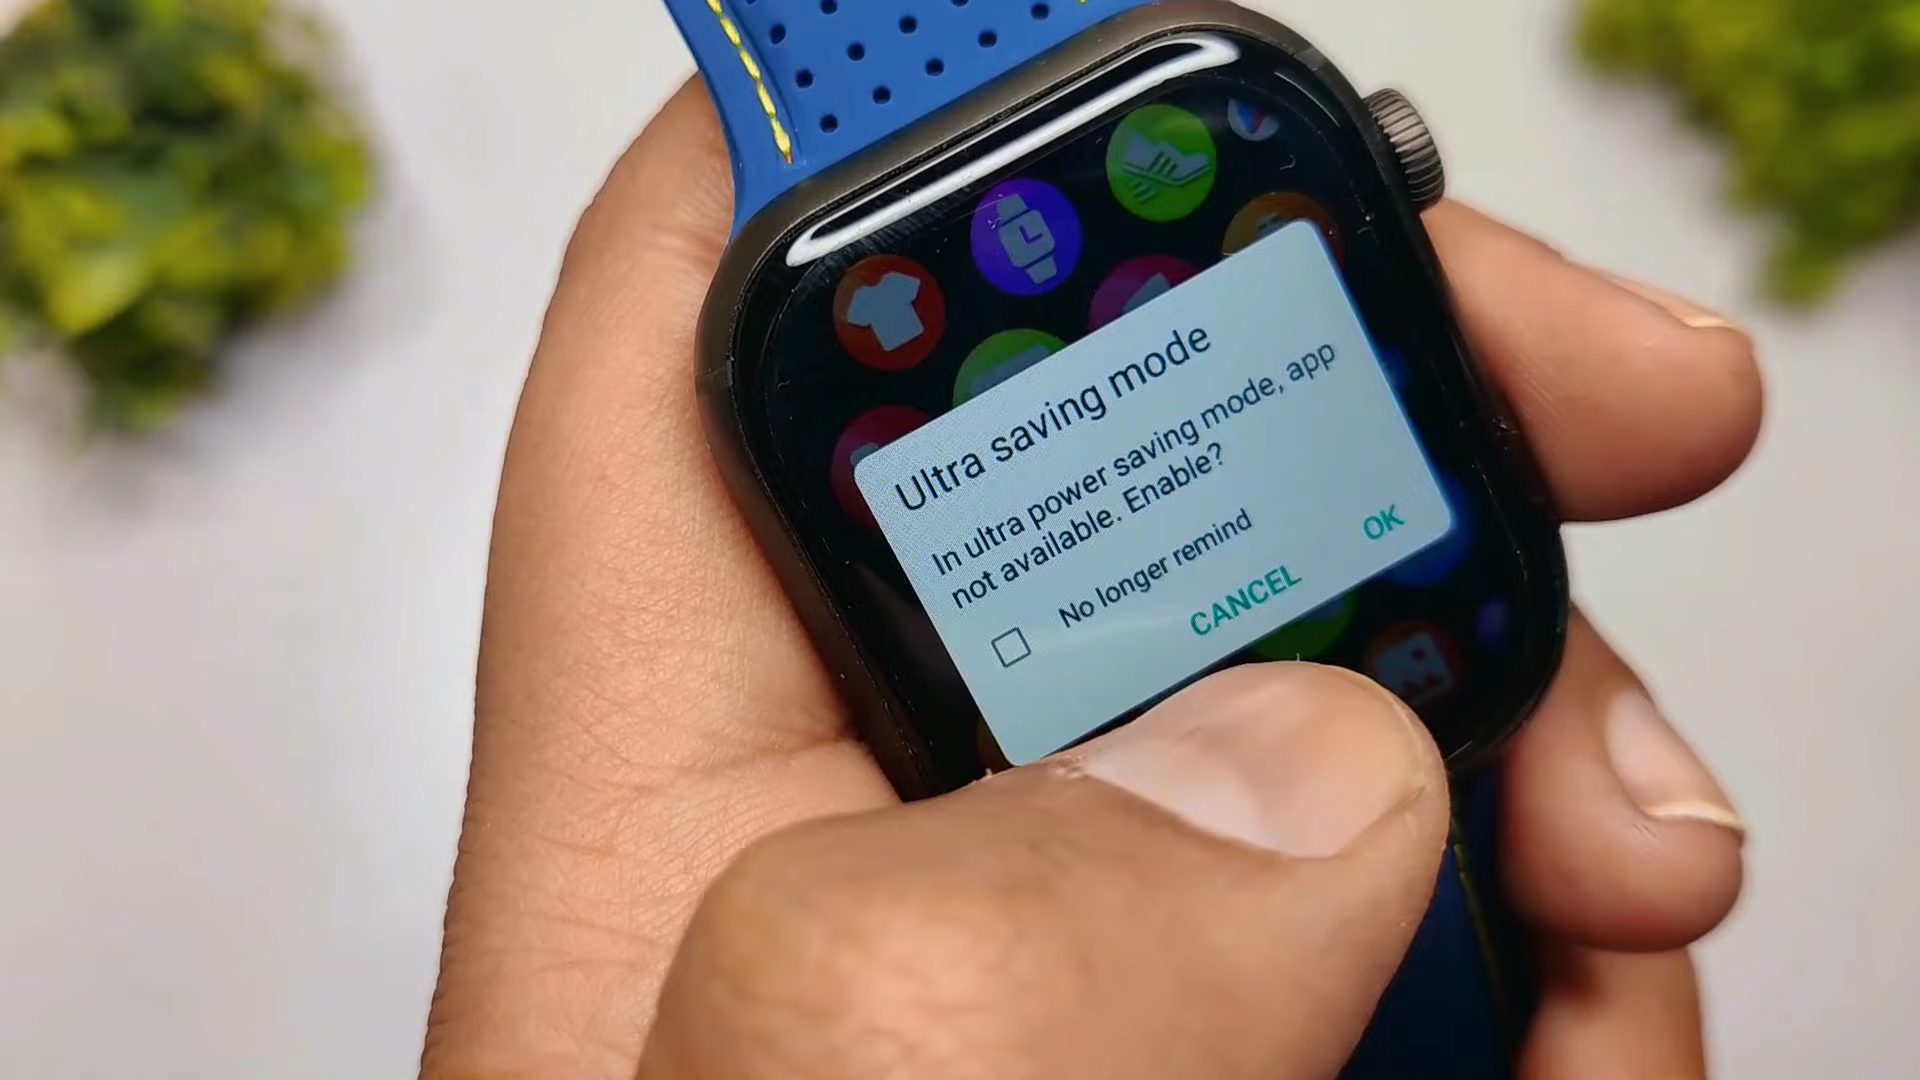 Ultra saving mode
In ultra power saving mode, app
not available. Enable?
No longer remind
CANCEL
OK